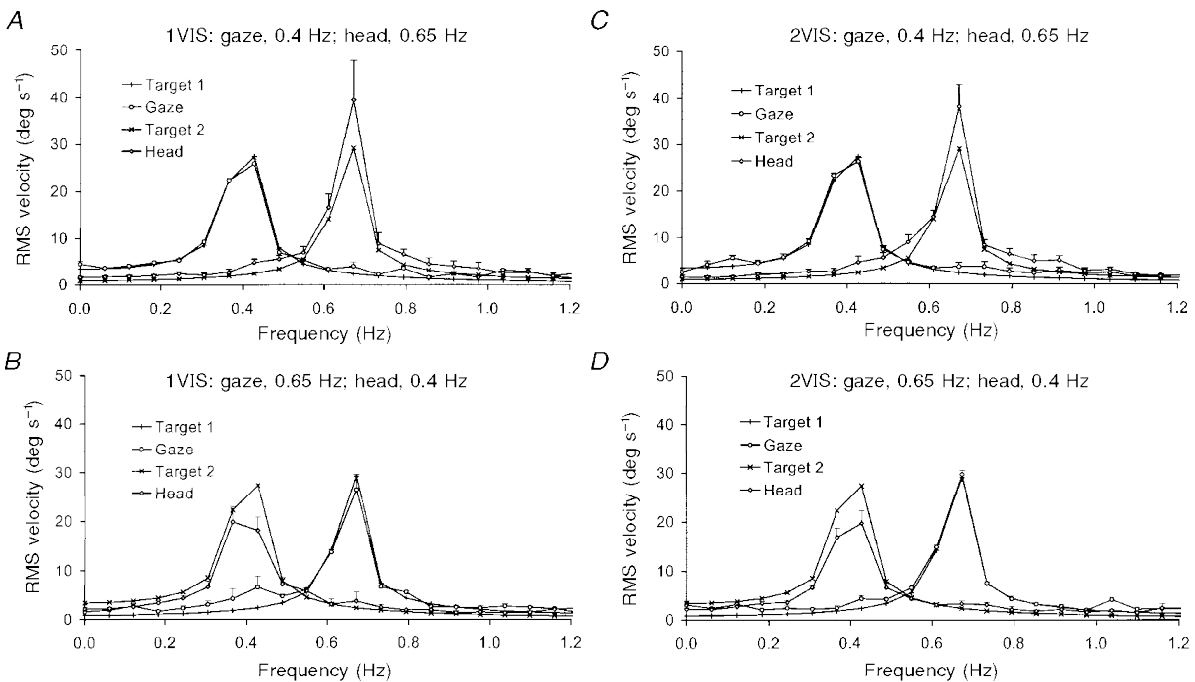 A
1VIS: gaze, 0.4 Hz; head, 0.65 Hz
RMS velocity (deg s⁻¹)
50
40
30
20
10
0
Target 1
Gaze
Target 2
Head
0.0 0.2 0.4 0.6 0.8 1.0 1.2
Frequency (Hz)
C
2VIS: gaze, 0.4 Hz; head, 0.65 Hz
RMS velocity (deg s⁻¹)
50
40
30
20
10
0
Target 1
Gaze
Target 2
Head
0.0 0.2 0.4 0.6 0.8 1.0 1.2
Frequency (Hz)
B
1VIS: gaze, 0.65 Hz; head, 0.4 Hz
RMS velocity (deg s⁻¹)
50
40
30
20
10
0
Target 1
Gaze
Target 2
Head
0.0 0.2 0.4 0.6 0.8 1.0 1.2
Frequency (Hz)
D
2VIS: gaze, 0.65 Hz; head, 0.4 Hz
RMS velocity (deg s⁻¹)
50
40
30
20
10
0
Target 1
Gaze
Target 2
Head
0.0 0.2 0.4 0.6 0.8 1.0 1.2
Frequency (Hz)